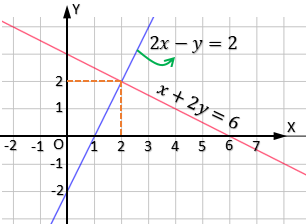 Y
2x − y = 2
x + 2y = 6
2
1
X
-2 -1 O 1 2 3 4 5 6 7
-1
-2